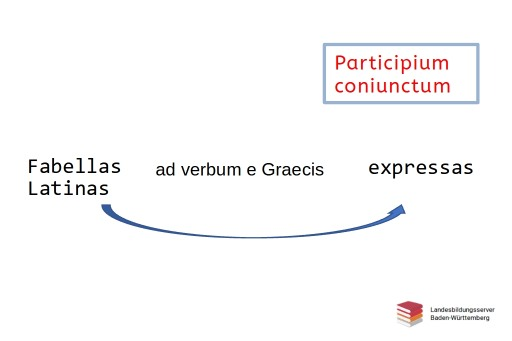 Participium
coniunctum
Fabellas
Latinas
ad verbum e Graecis
expressas
Landesbildungsserver
Baden-Württemberg